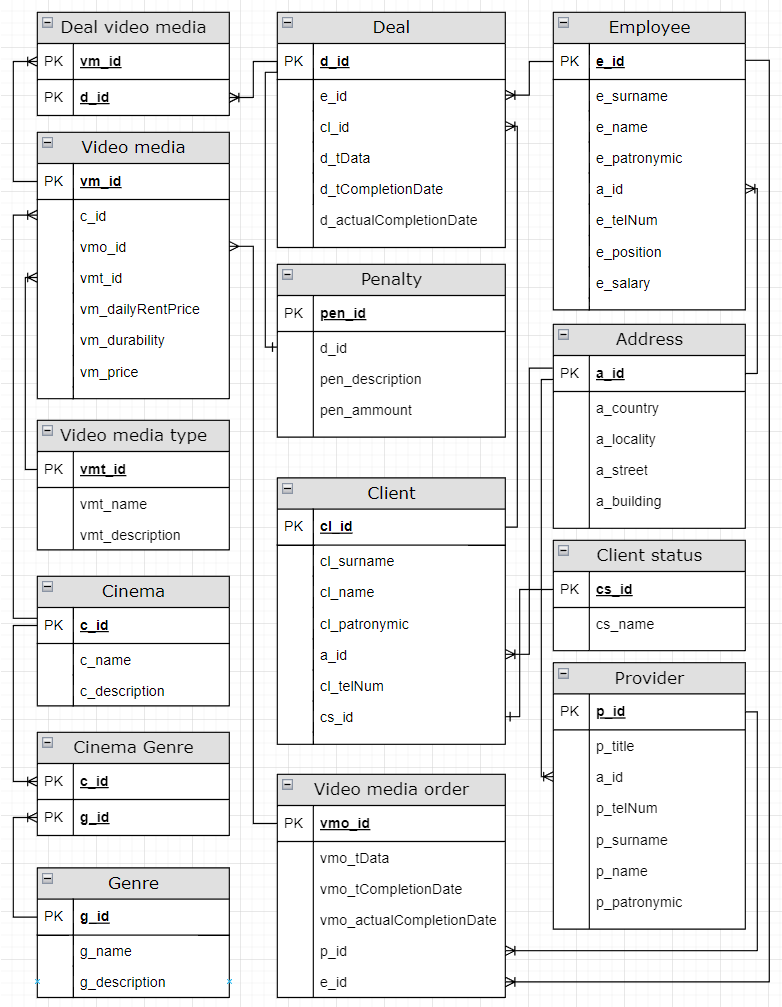 Deal video media
PK vm_id
PK d_id
Video media
PK vm_id
c_id
vmo_id
vmt_id
vm_dailyRentPrice
vm_durability
vm_price
Video media type
PK vmt_id
vmt_name
vmt_description
Cinema
PK c_id
c_name
c_description
Cinema Genre
PK c_id
PK g_id
Genre
PK g_id
g_name
g_description
Deal
PK d_id
e_id
cl_id
d_tData
d_tCompletionDate
d_actualCompletionDate
Penalty
PK pen_id
d_id
pen_description
pen_ammount
Client
PK cl_id
cl_surname
cl_name
cl_patronymic
a_id
cl_telNum
cs_id
Video media order
PK vmo_id
vmo_tData
vmo_tCompletionDate
vmo_actualCompletionDate
p_id
e_id
Employee
PK e_id
e_surname
e_name
e_patronymic
a_id
e_telNum
e_position
e_salary
Address
PK a_id
a_country
a_locality
a_street
a_building
Client status
PK cs_id
cs_name
Provider
PK p_id
p_title
a_id
p_telNum
p_surname
p_name
p_patronymic